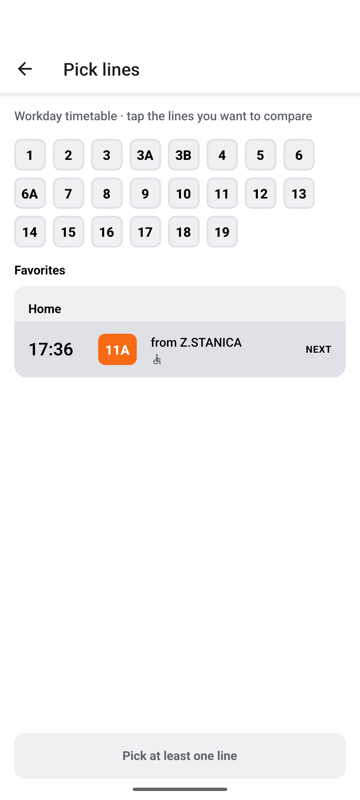 Pick lines
Workday timetable · tap the lines you want to compare
1 2 3 3A 3B 4 5 6
6A 7 8 9 10 11 12 13
14 15 16 17 18 19
Favorites
Home
17:36 11A from Z.STANICA NEXT
Pick at least one line